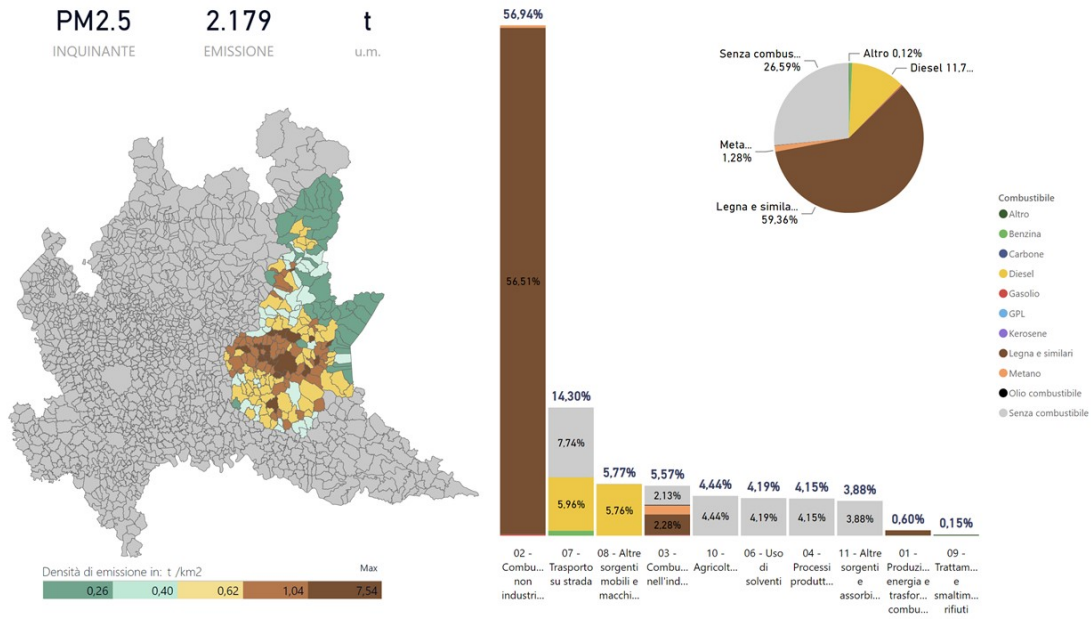 PM2.5
INQUINANTE
2.179
EMISSIONE
t
u.m.
Densità di emissione in: t /km2
Max
0,26
0,40
0,62
1,04
7,54
56,94%
56,51%
14,30%
7.74%
5,96%
5,77%
5,76%
5,57%
2,13%
2,28%
4,44%
4,44%
4,19%
4,19%
4,15%
4,15%
3,88%
3,88%
0,60%
0,15%
02 -
Combu...
non
industri...
07 -
Trasporto
su strada
08 - Altre
sorgenti
mobili e
macchi...
03 -
Combu...
nell'ind...
10 -
Agricolt...
06 - Uso
di
solventi
04 -
Processi
produtt...
11 - Altre
sorgenti
e
assorbi...
01 -
Produzi...
energia e
trasfor...
combu...
09 -
Trattam...
e
smaltim...
rifiuti
Senza combus...
26,59%
Altro 0,12%
Diesel 11,7...
Meta...
1,28%
Legna e simila...
59,36%
Combustibile
Altro
Benzina
Carbone
Diesel
Gasolio
GPL
Kerosene
Legna e similari
Metano
Olio combustibile
Senza combustibile